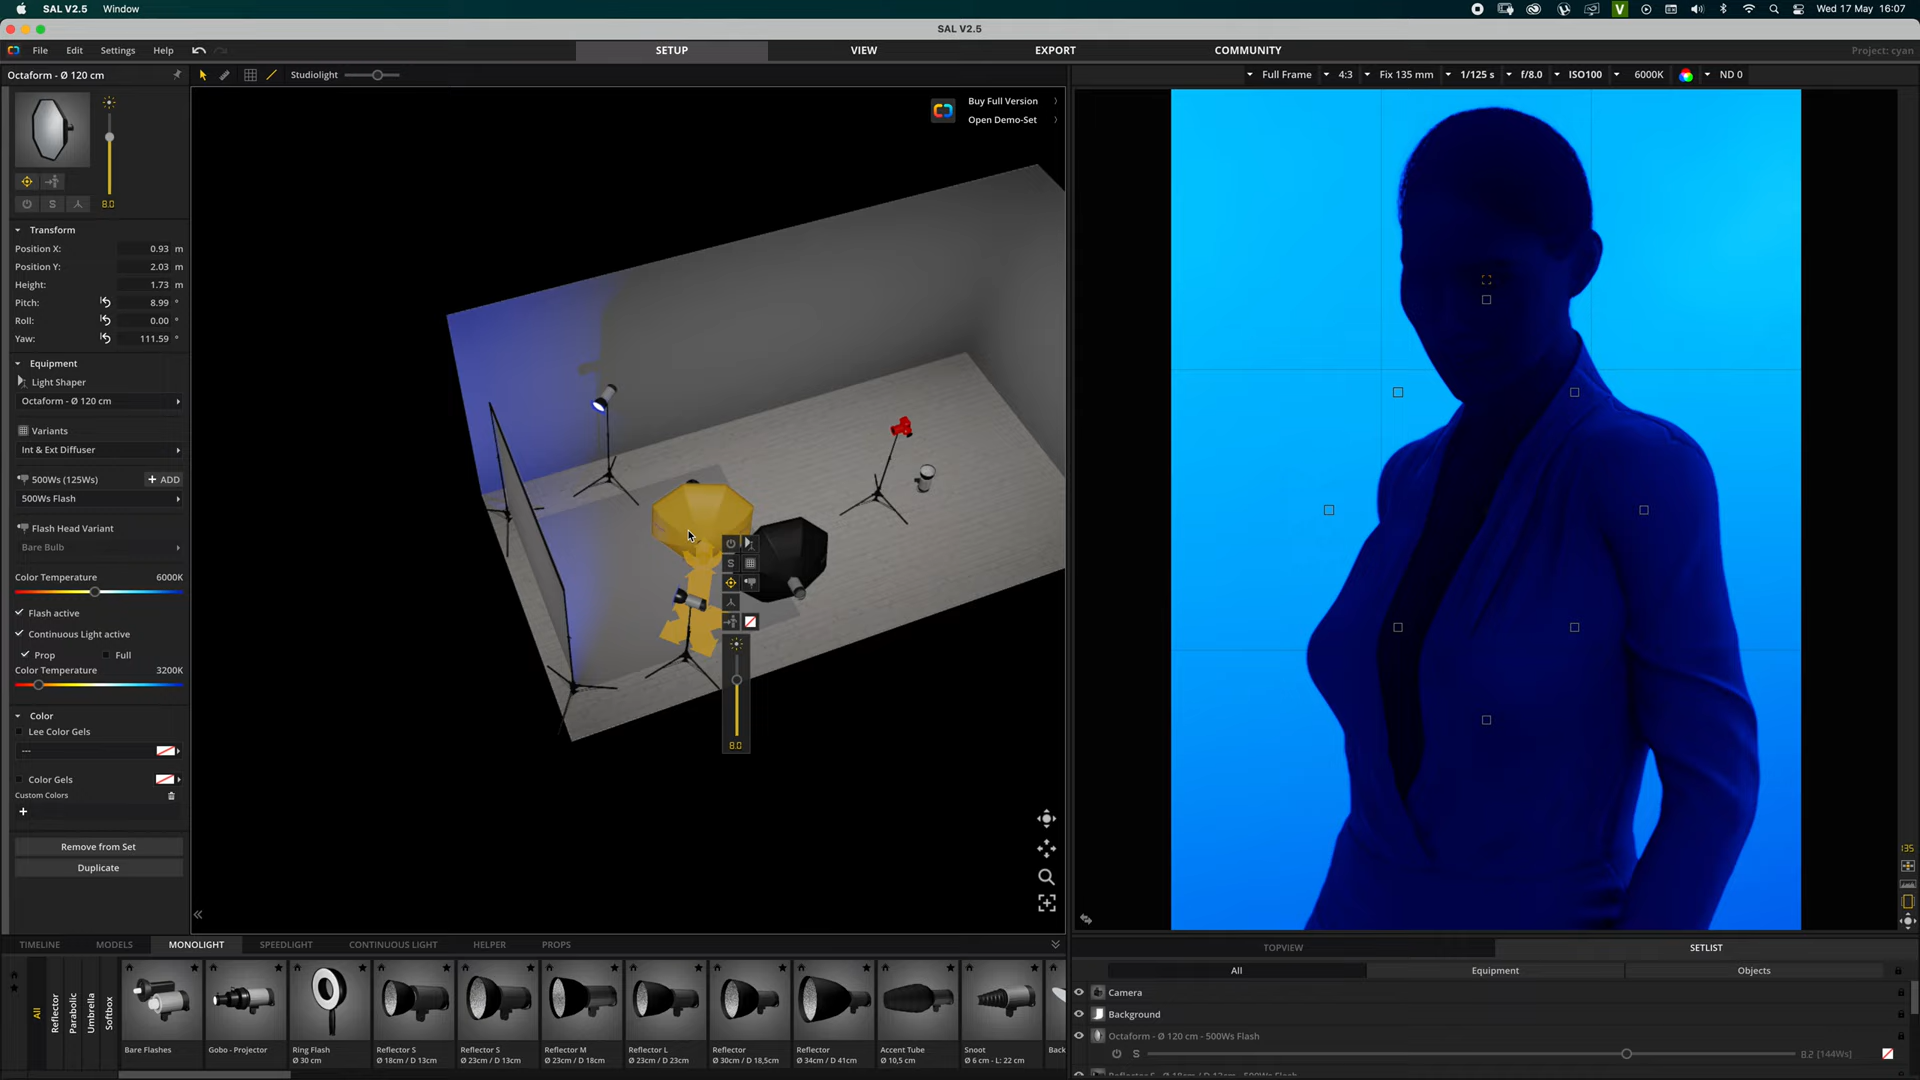 SAL V2.5 Window
Wed 17 May 16:07
SAL V2.5
File Edit Settings Help
SETUP VIEW EXPORT COMMUNITY
Project: cyan
Octaform - Ø 120 cm
Studiolight
Full Frame 4:3 Fix 135 mm 1/125 s f/8.0 ISO100 6000K ND 0
Buy Full Version
Open Demo-Set
S
8.0
Transform
Position X: 0.93 m
Position Y: 2.03 m
Height: 1.73 m
Pitch: 8.99 °
Roll: 0.00 °
Yaw: 111.59 °
Equipment
Light Shaper
Octaform - Ø 120 cm
Variants
Int & Ext Diffuser
500Ws (125Ws) + ADD
500Ws Flash
Flash Head Variant
Bare Bulb
Color Temperature 6000K
Flash active
Continuous Light active
Prop Full
Color Temperature 3200K
Color
Lee Color Gels
---
Color Gels
Custom Colors
+
Remove from Set
Duplicate
S
8.0
135
TIMELINE MODELS MONOLIGHT SPEEDLIGHT CONTINUOUS LIGHT HELPER PROPS
All
Reflector
Parabolic
Umbrella
Softbox
Bare Flashes
Gobo - Projector
Ring Flash
Ø 30 cm
Reflector S
Ø 18cm / D 13cm
Reflector S
Ø 23cm / D 13cm
Reflector M
Ø 23cm / D 18cm
Reflector L
Ø 23cm / D 23cm
Reflector
Ø 30cm / D 18,5cm
Reflector
Ø 34cm / D 41cm
Accent Tube
Ø 10,5 cm
Snoot
Ø 6 cm - L: 22 cm
Back
TOPVIEW SETLIST
All Equipment Objects
Camera
Background
Octaform - Ø 120 cm - 500Ws Flash
S 8.2 [144Ws]
Reflector S - Ø 18cm / D 13cm - 500Ws Flash